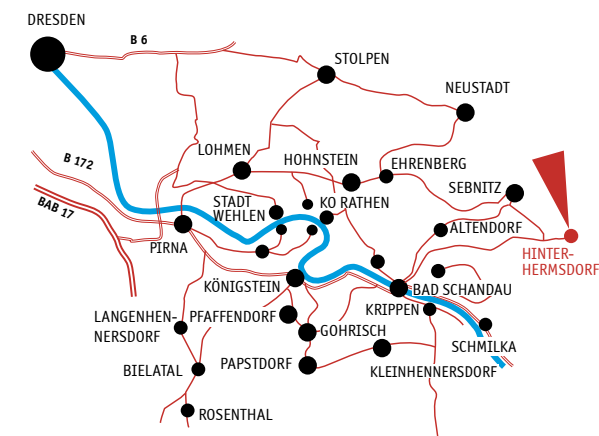 DRESDEN
B 6
STOLPEN
NEUSTADT
LOHMEN
HOHNSTEIN
EHRENBERG
B 172
SEBNITZ
BAB 17
STADT
WEHLEN
KO RATHEN
ALTENDORF
PIRNA
HINTER-
HERMSDORF
KÖNIGSTEIN
BAD SCHANDAU
KRIPPEN
LANGENHEN-
NERSDORF
PFAFFENDORF
GOHRISCH
SCHMILKA
BIELATAL
PAPSTDORF
KLEINHENNERSDORF
ROSENTHAL